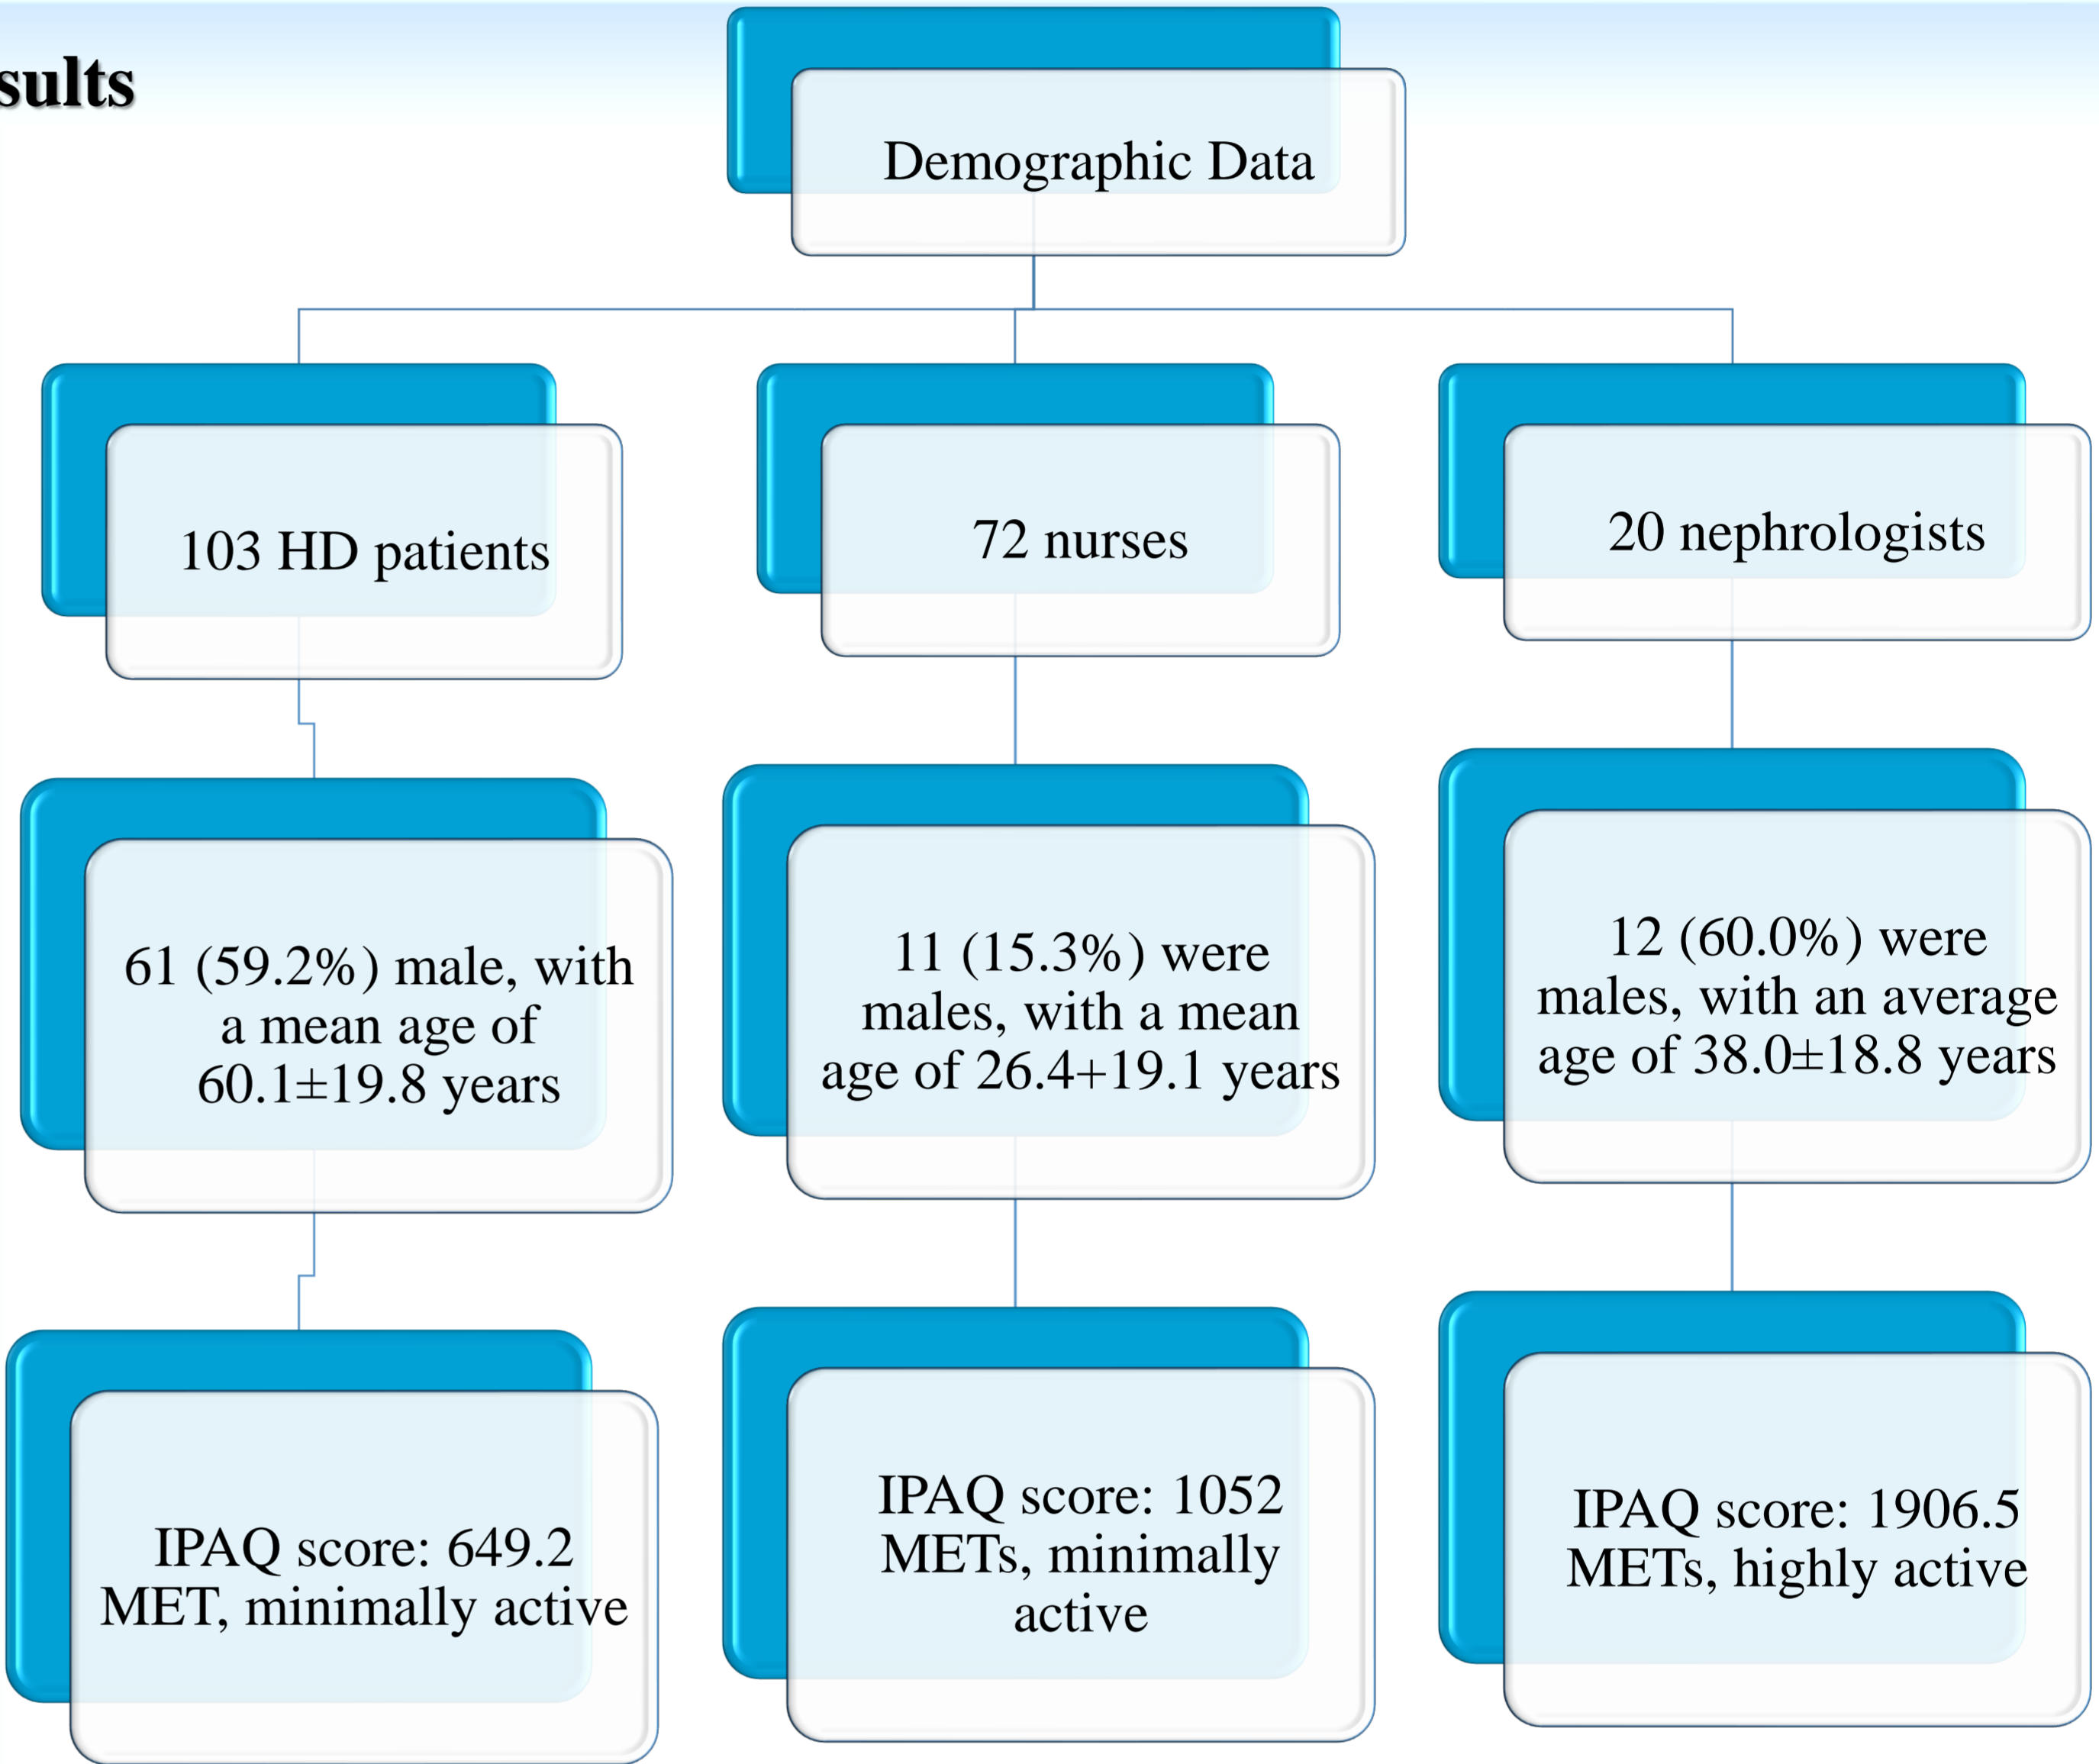 sults
Demographic Data
103 HD patients
72 nurses
20 nephrologists
61 (59.2%) male, with
a mean age of
60.1±19.8 years
11 (15.3%) were
males, with a mean
age of 26.4+19.1 years
12 (60.0%) were
males, with an average
age of 38.0±18.8 years
IPAQ score: 649.2
MET, minimally active
IPAQ score: 1052
METs, minimally
active
IPAQ score: 1906.5
METs, highly active